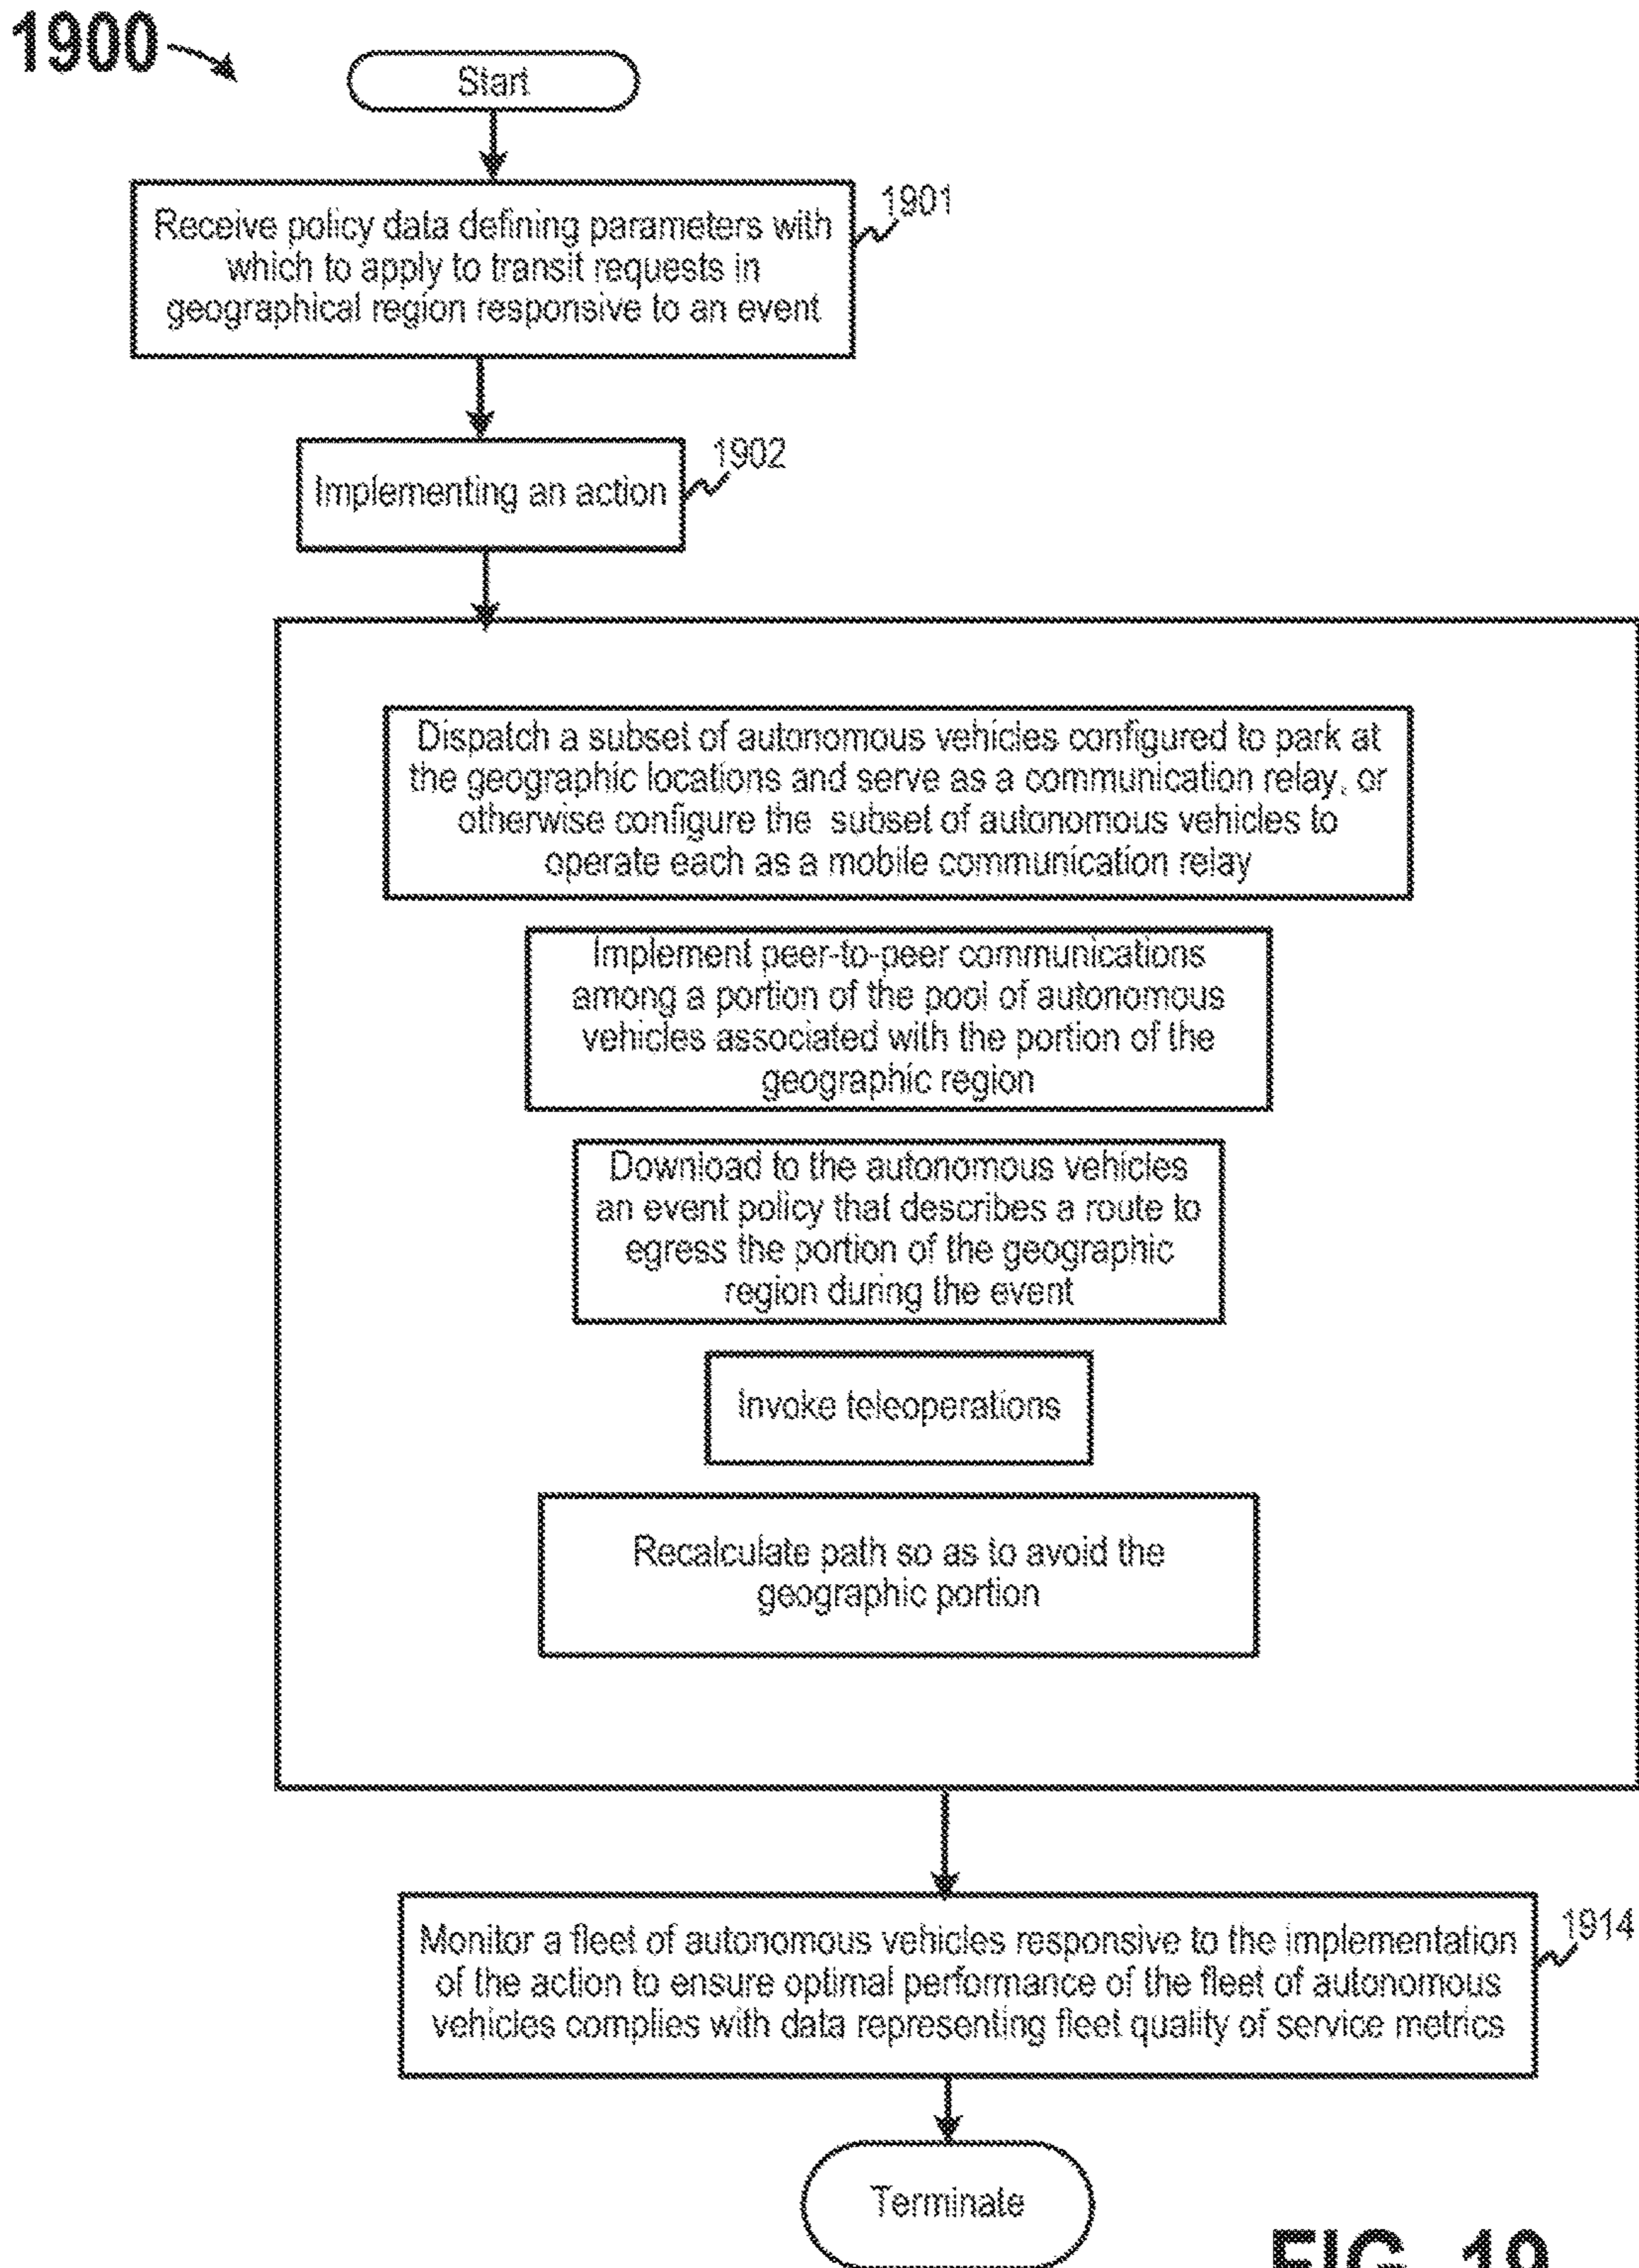 1900
Start
Receive policy data defining parameters with
which to apply to transit requests in
geographical region responsive to an event
1901
Implementing an action
1902
Dispatch a subset of autonomous vehicles configured to park at
the geographic locations and serve as a communication relay, or
otherwise configure the subset of autonomous vehicles to
operate each as a mobile communication relay
Implement peer-to-peer communications
among a portion of the pool of autonomous
vehicles associated with the portion of the
geographic region
Download to the autonomous vehicles
an event policy that describes a route to
egress the portion of the geographic
region during the event
Invoke teleoperations
Recalculate path so as to avoid the
geographic portion
Monitor a fleet of autonomous vehicles responsive to the implementation
of the action to ensure optimal performance of the fleet of autonomous
vehicles complies with data representing fleet quality of service metrics
1914
Terminate
FIG. 19